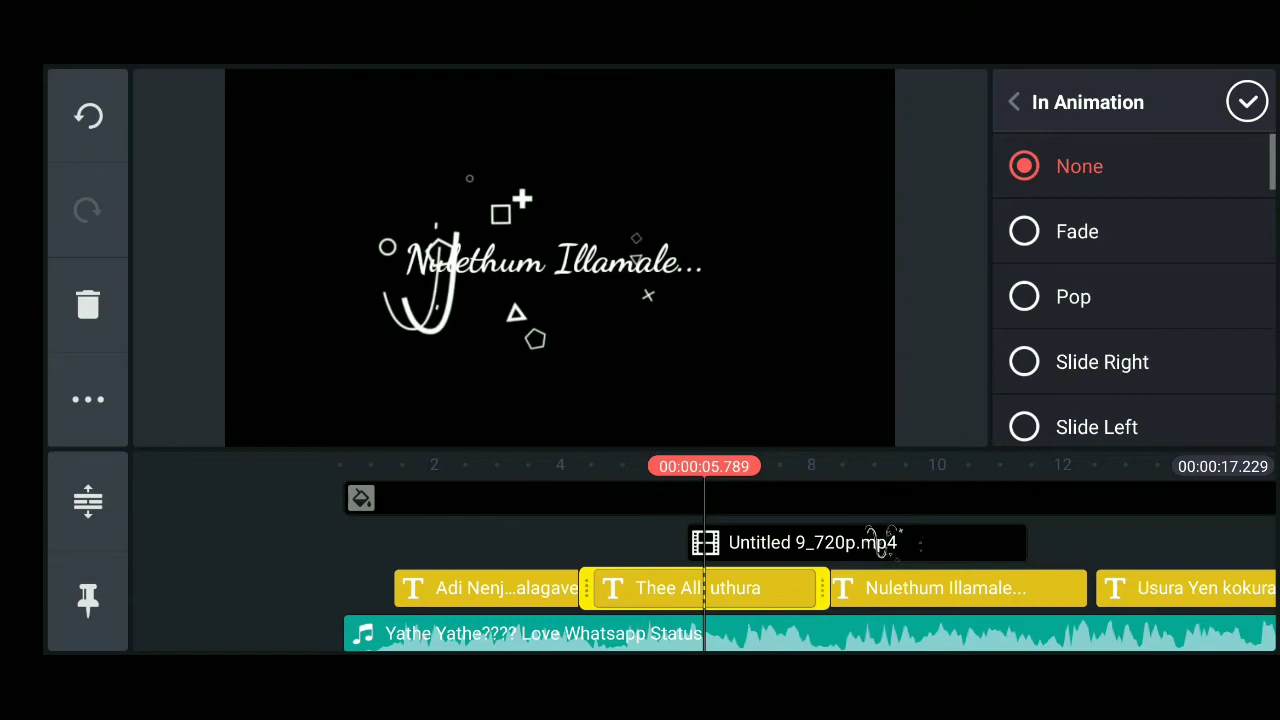 In Animation
None
Fade
Pop
Slide Right
Slide Left
Nulethum Illamale...
2
4
00:00:05.789
8
10
12
00:00:17.229
Untitled 9_720p.mp4
Adi Nenj...alagave
Thee All uthura
Nulethum Illamale...
Usura Yen kokura
Yathe Yathe???? Love Whatsapp Status